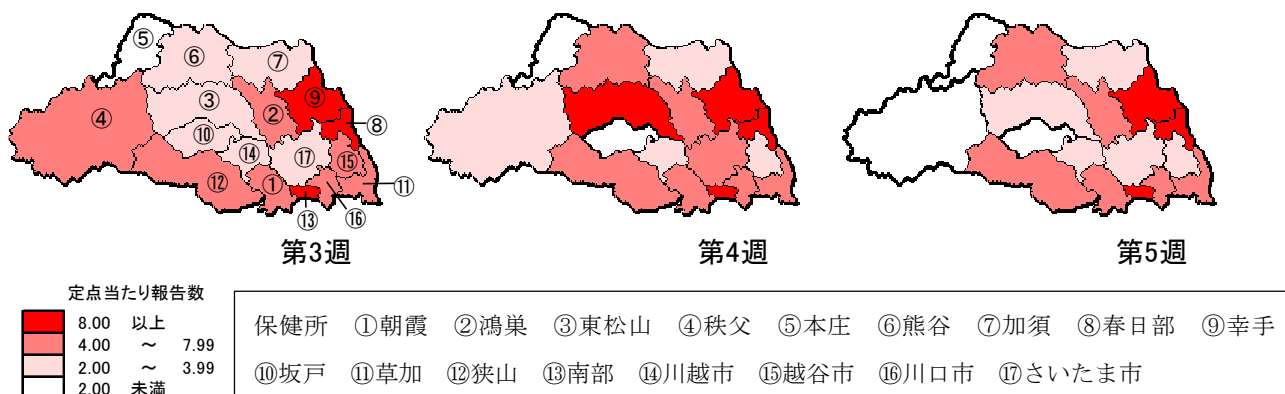 ⑤
⑥
⑦
④
③
②
⑨
⑧
⑩
⑭
⑰
⑮
⑫
①
⑪
⑬
⑯
第3週
第4週
第5週
定点当たり報告数
8.00 以上
4.00 ～ 7.99
2.00 ～ 3.99
2.00 未満
保健所 ①朝霞 ②鴻巣 ③東松山 ④秩父 ⑤本庄 ⑥熊谷 ⑦加須 ⑧春日部 ⑨幸手
⑩坂戸 ⑪草加 ⑫狭山 ⑬南部 ⑭川越市 ⑮越谷市 ⑯川口市 ⑰さいたま市